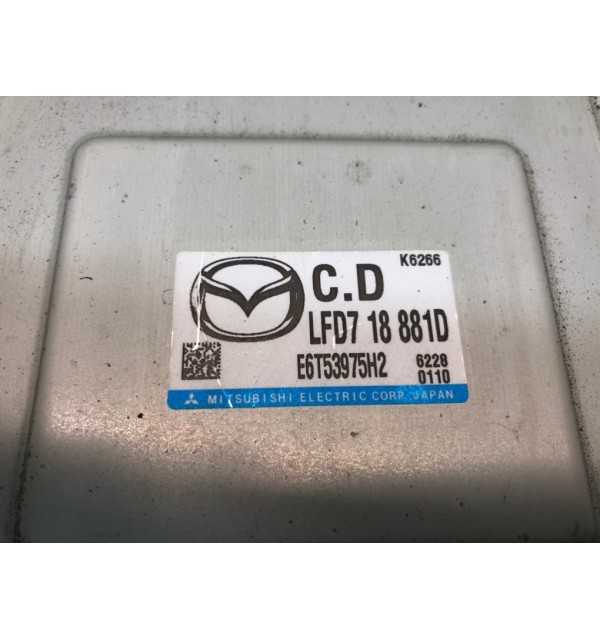 K6266
C.D
LFD7 18 881D
E6T53975H2
6228
0110
MITSUBISHI ELECTRIC CORP. JAPAN